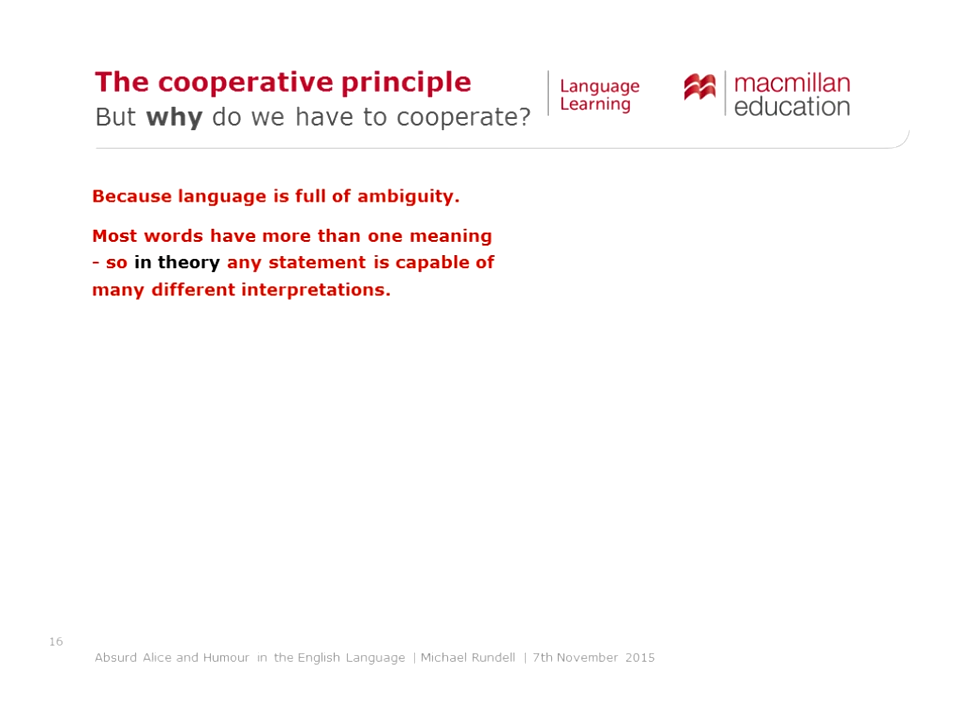 The cooperative principle
But why do we have to cooperate?
Language
Learning
macmillan
education
Because language is full of ambiguity.
Most words have more than one meaning
- so in theory any statement is capable of
many different interpretations.
16
Absurd Alice and Humour in the English Language | Michael Rundell | 7th November 2015